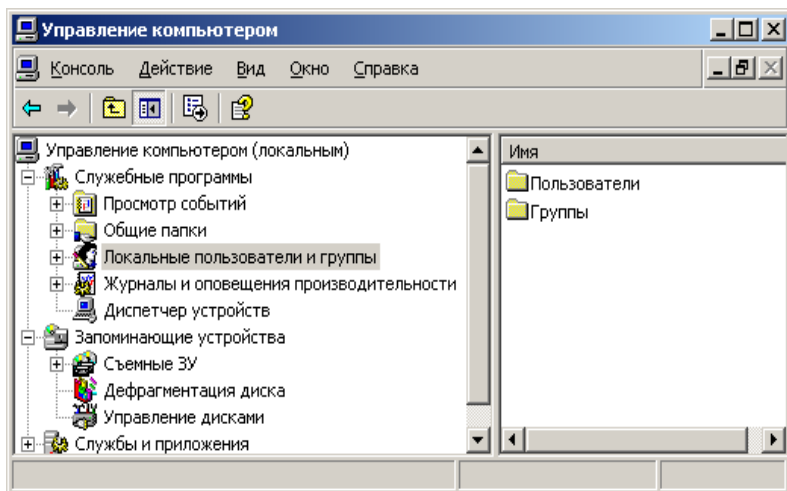 Управление компьютером
Консоль Действие Вид Окно Справка
Управление компьютером (локальным)
Служебные программы
Просмотр событий
Общие папки
Локальные пользователи и группы
Журналы и оповещения производительности
Диспетчер устройств
Запоминающие устройства
Съемные ЗУ
Дефрагментация диска
Управление дисками
Службы и приложения
Имя
Пользователи
Группы